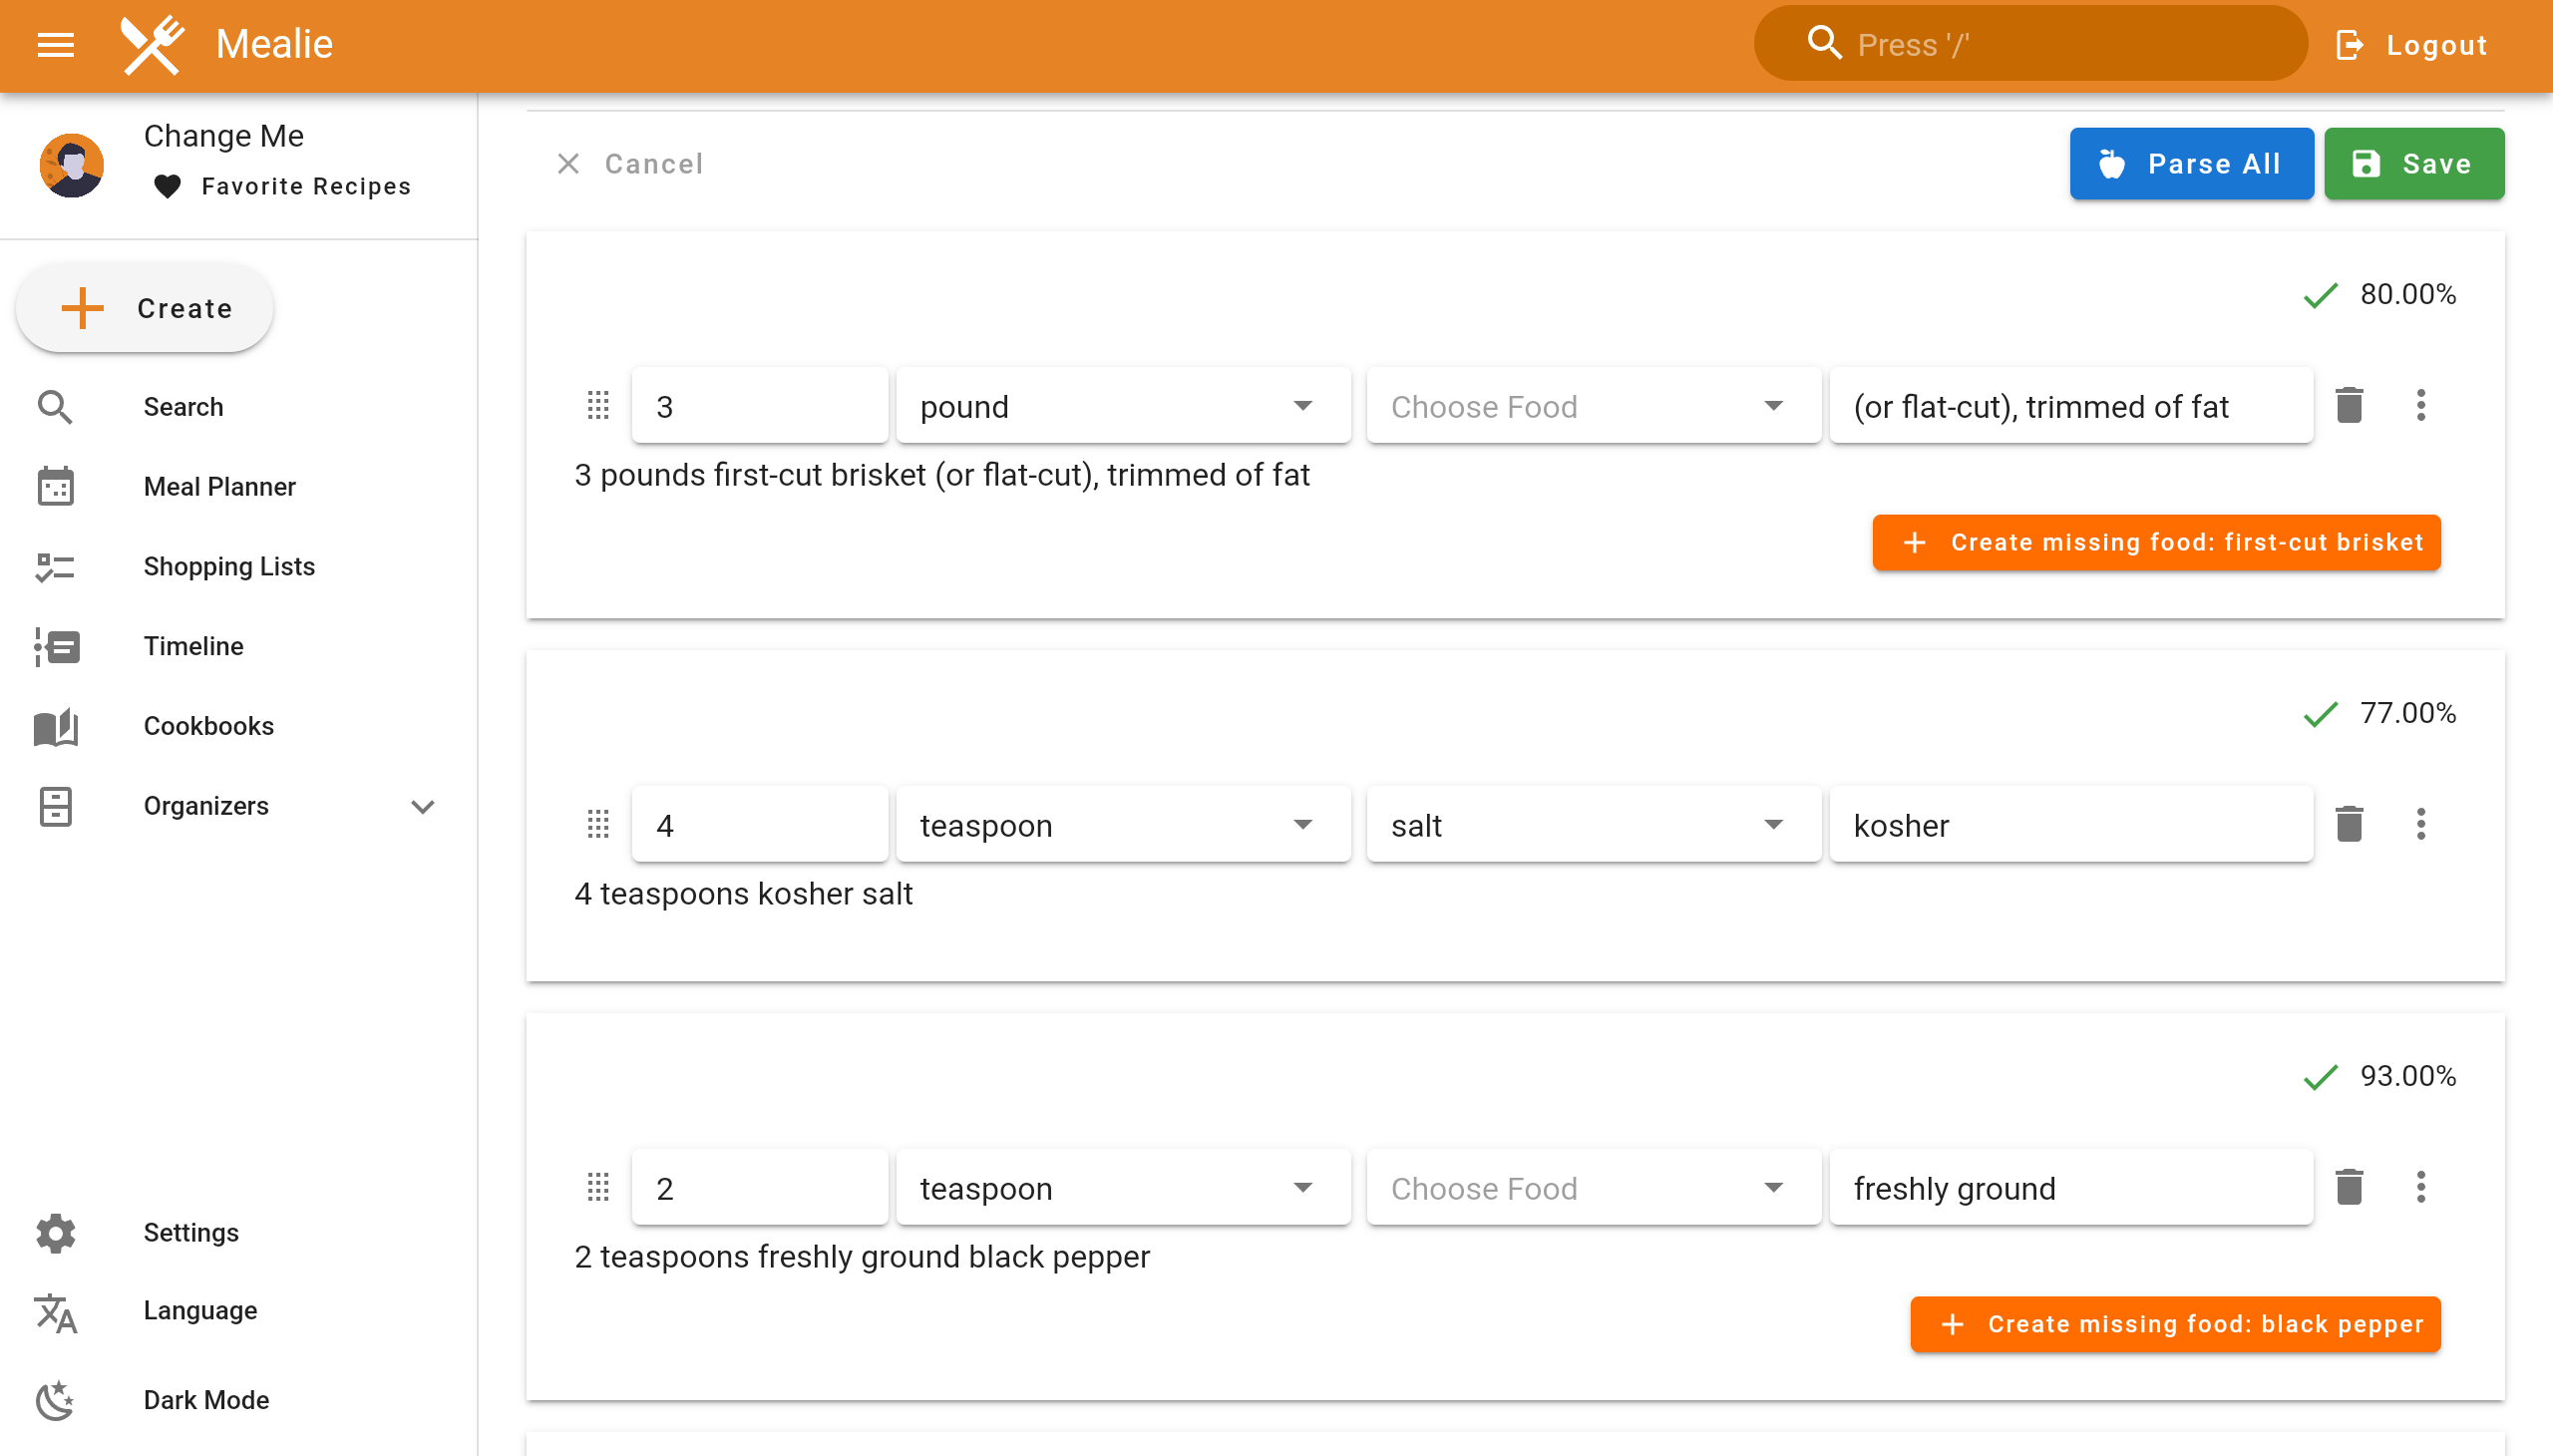 Mealie
Press '/'
Logout
Change Me
Favorite Recipes
Create
Search
Meal Planner
Shopping Lists
Timeline
Cookbooks
Organizers
Settings
Language
Dark Mode
Cancel
Parse All
Save
80.00%
3
pound
Choose Food
(or flat-cut), trimmed of fat
3 pounds first-cut brisket (or flat-cut), trimmed of fat
Create missing food: first-cut brisket
77.00%
4
teaspoon
salt
kosher
4 teaspoons kosher salt
93.00%
2
teaspoon
Choose Food
freshly ground
2 teaspoons freshly ground black pepper
Create missing food: black pepper